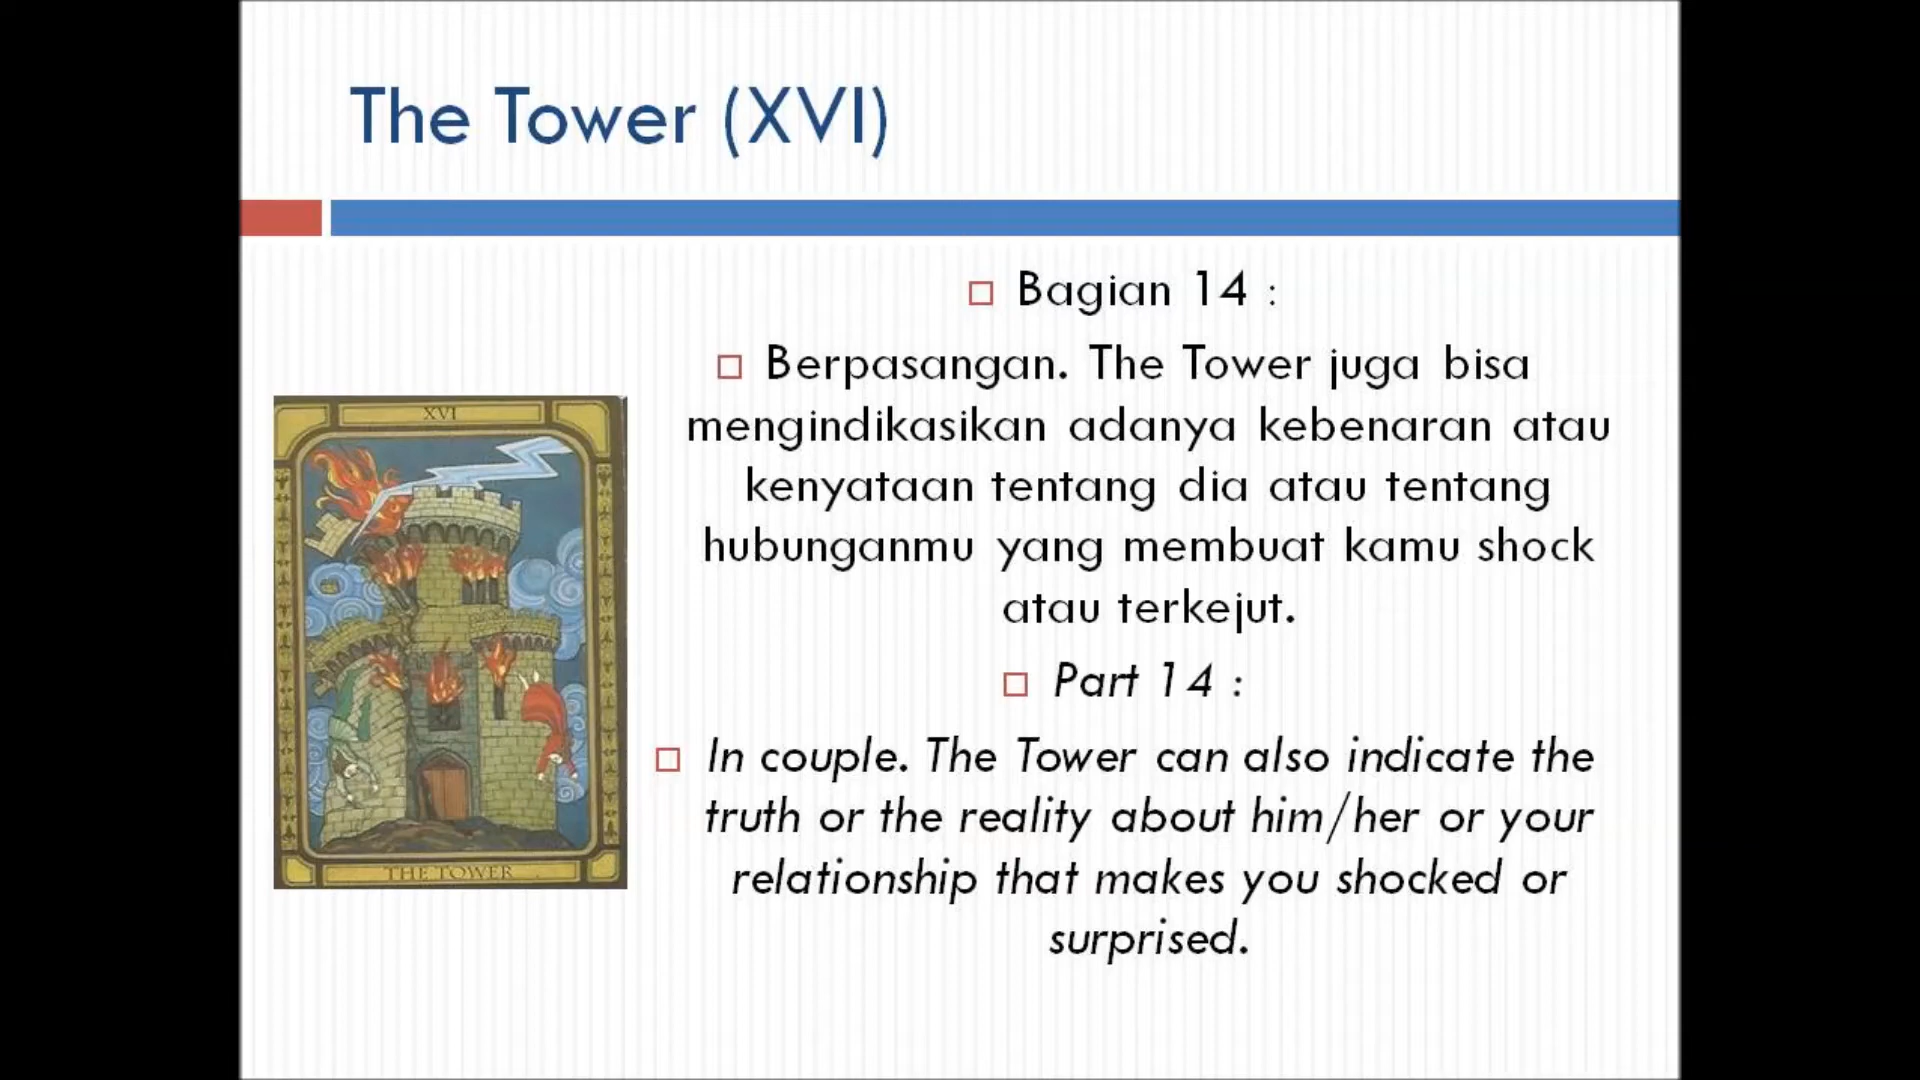 The Tower (XVI)
XVI
THE TOWER
Bagian 14 :
Berpasangan. The Tower juga bisa
mengindikasikan adanya kebenaran atau
kenyataan tentang dia atau tentang
hubunganmu yang membuat kamu shock
atau terkejut.
Part 14 :
In couple. The Tower can also indicate the
truth or the reality about him/her or your
relationship that makes you shocked or
surprised.